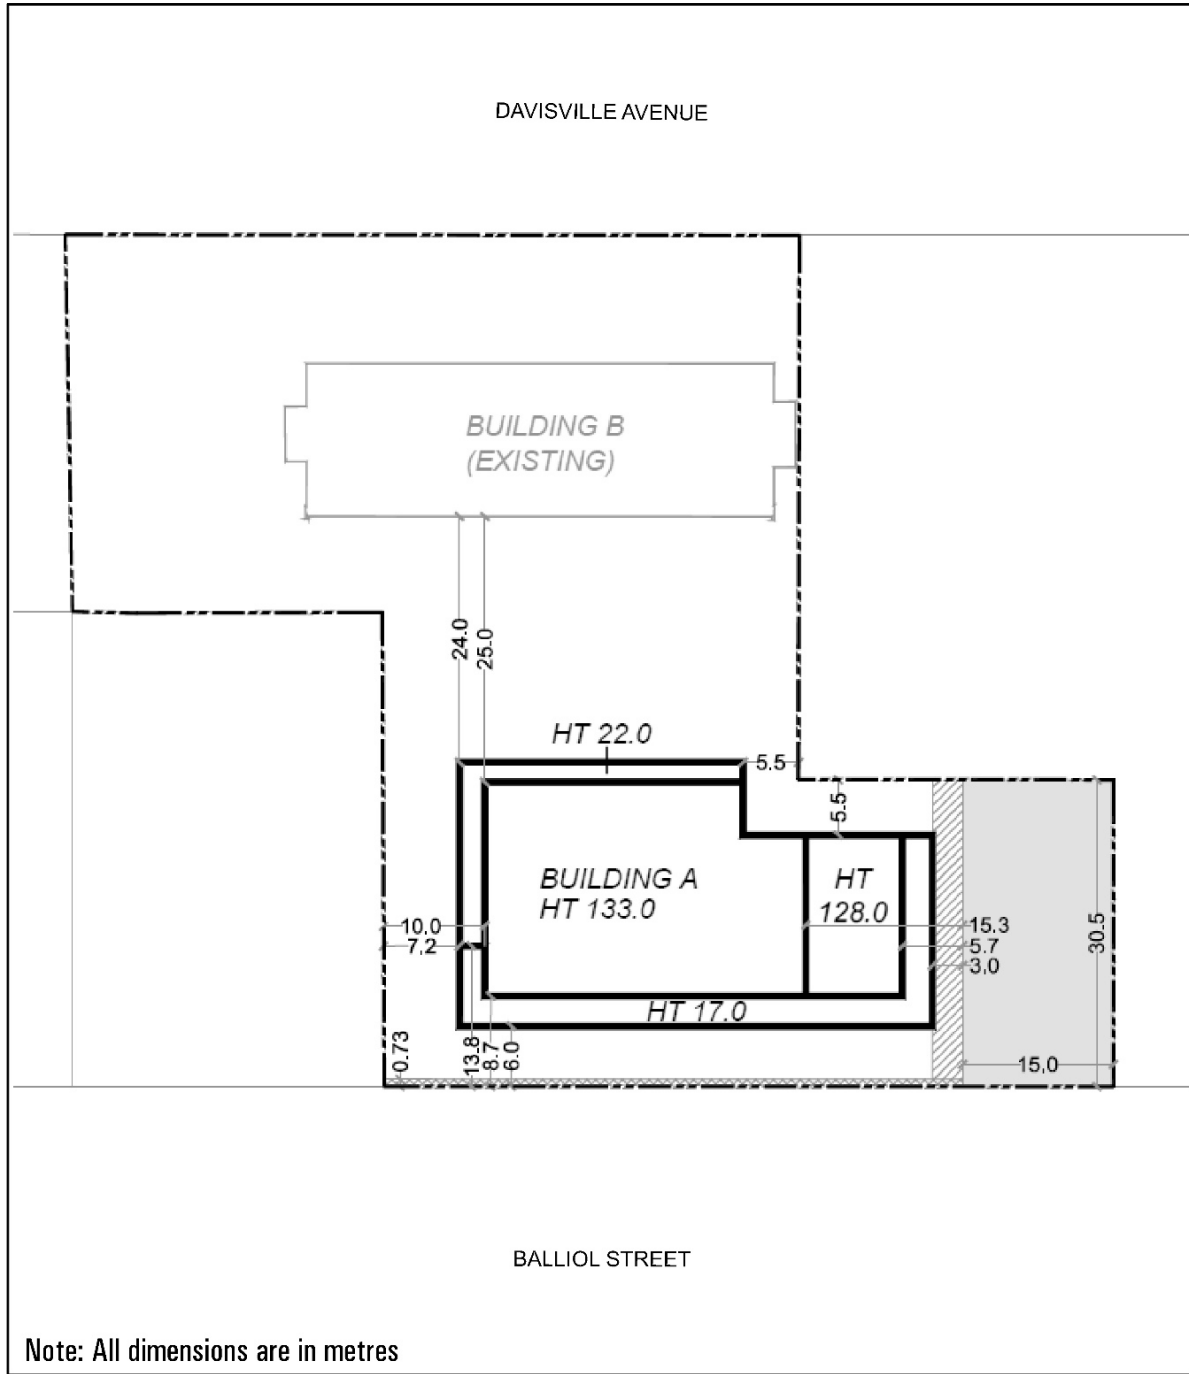 DAVISVILLE AVENUE
BUILDING B
(EXISTING)
24.0
25.0
HT 22.0
5.5
5.5
BUILDING A
HT 133.0
HT
128.0
10.0
7.2
15.3
5.7
3.0
30.5
HT 17.0
0.73
13.8
8.7
6.0
15.0
BALLIOL STREET
Note: All dimensions are in metres